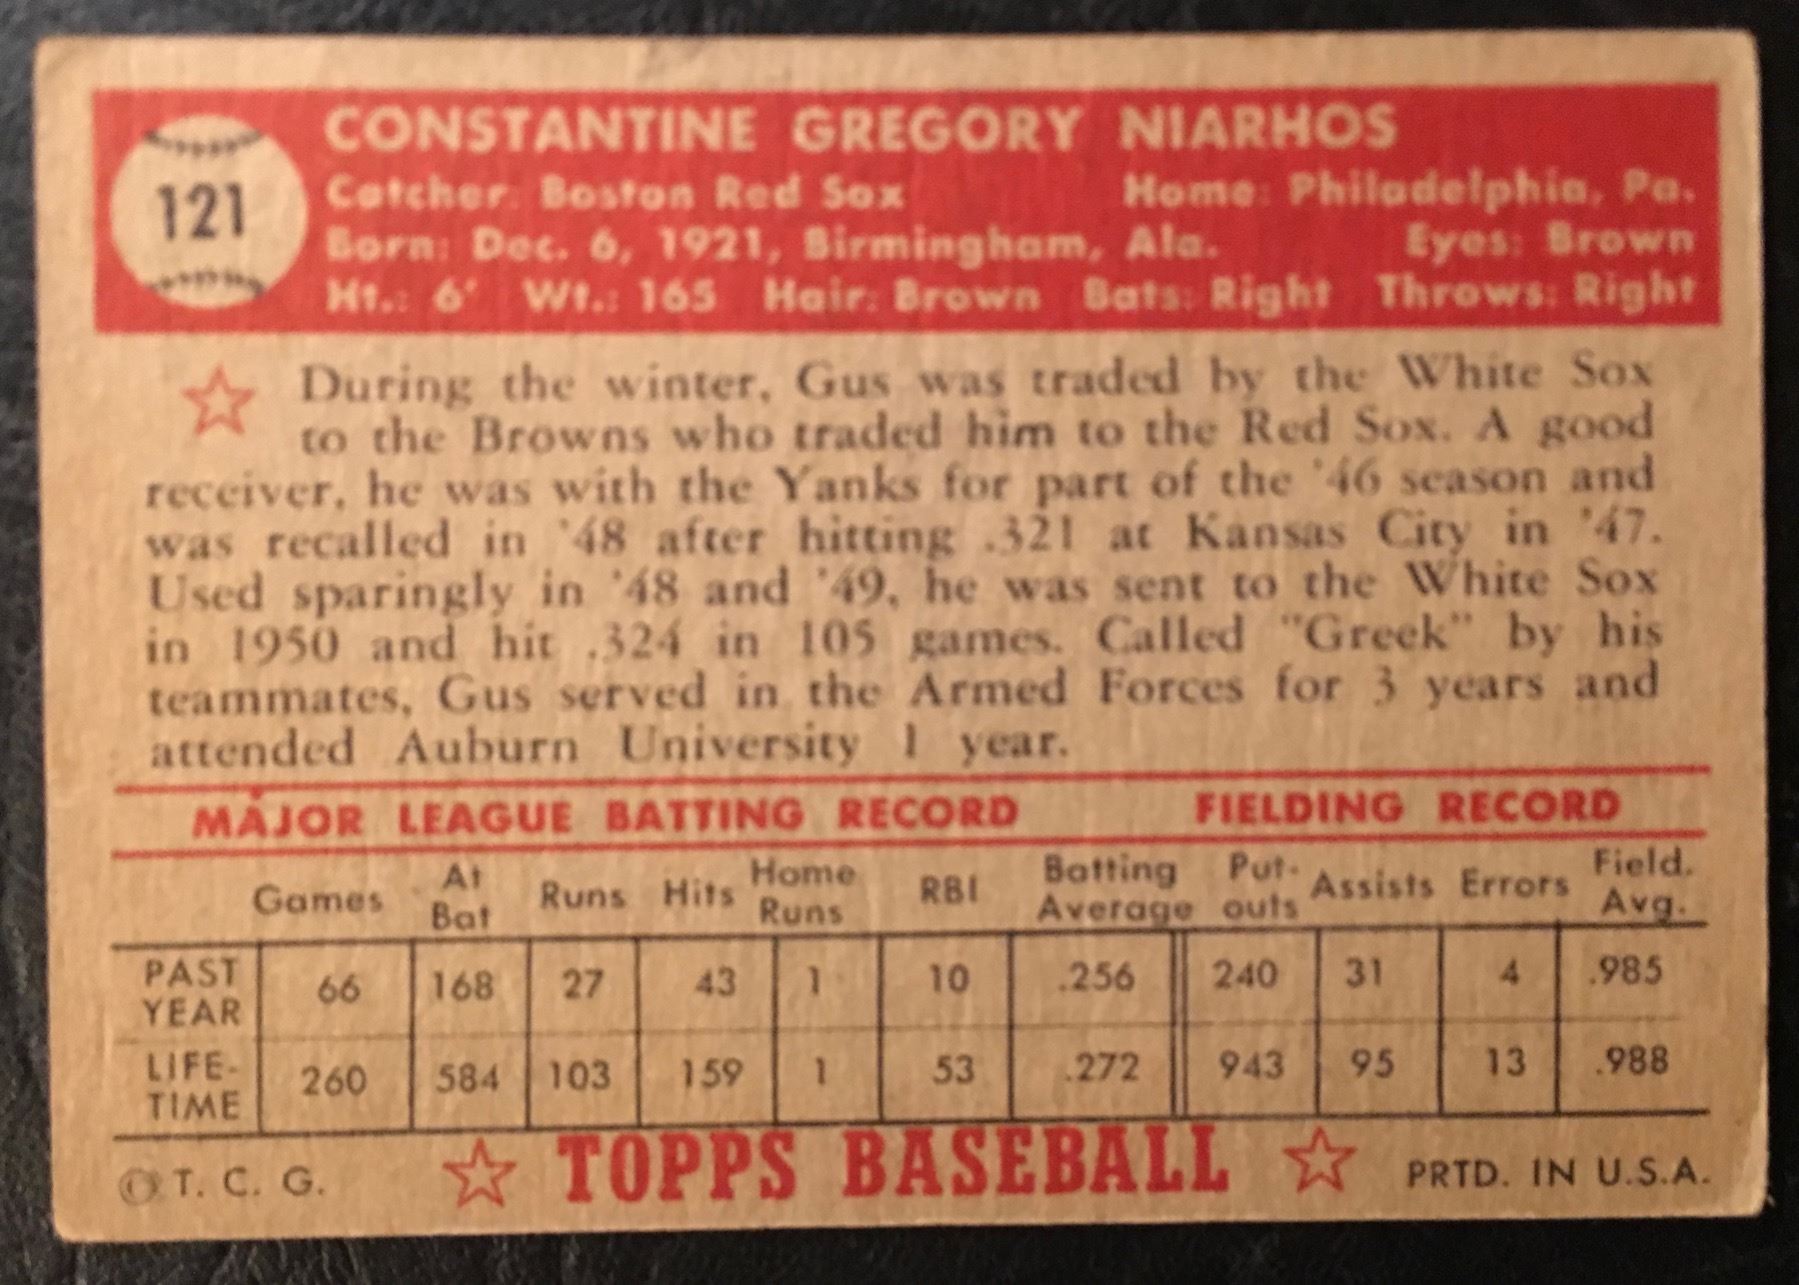 121
CONSTANTINE GREGORY NIARHOS
Catcher: Boston Red Sox Home: Philadelphia, Pa.
Born: Dec. 6, 1921, Birmingham, Ala. Eyes: Brown
Ht.: 6' Wt.: 165 Hair: Brown Bats: Right Throws: Right
During the winter, Gus was traded by the White Sox
to the Browns who traded him to the Red Sox. A good
receiver, he was with the Yanks for part of the '46 season and
was recalled in '48 after hitting .321 at Kansas City in '47.
Used sparingly in '48 and '49, he was sent to the White Sox
in 1950 and hit .324 in 105 games. Called "Greek" by his
teammates, Gus served in the Armed Forces for 3 years and
attended Auburn University 1 year.
MAJOR LEAGUE BATTING RECORD FIELDING RECORD
Games At Bat Runs Hits Home Runs RBI Batting Average Put-outs Assists Errors Field. Avg.
PAST YEAR 66 168 27 43 1 10 .256 240 31 4 .985
LIFE-TIME 260 584 103 159 1 53 .272 943 95 13 .988
© T. C. G. TOPPS BASEBALL PRTD. IN U.S.A.